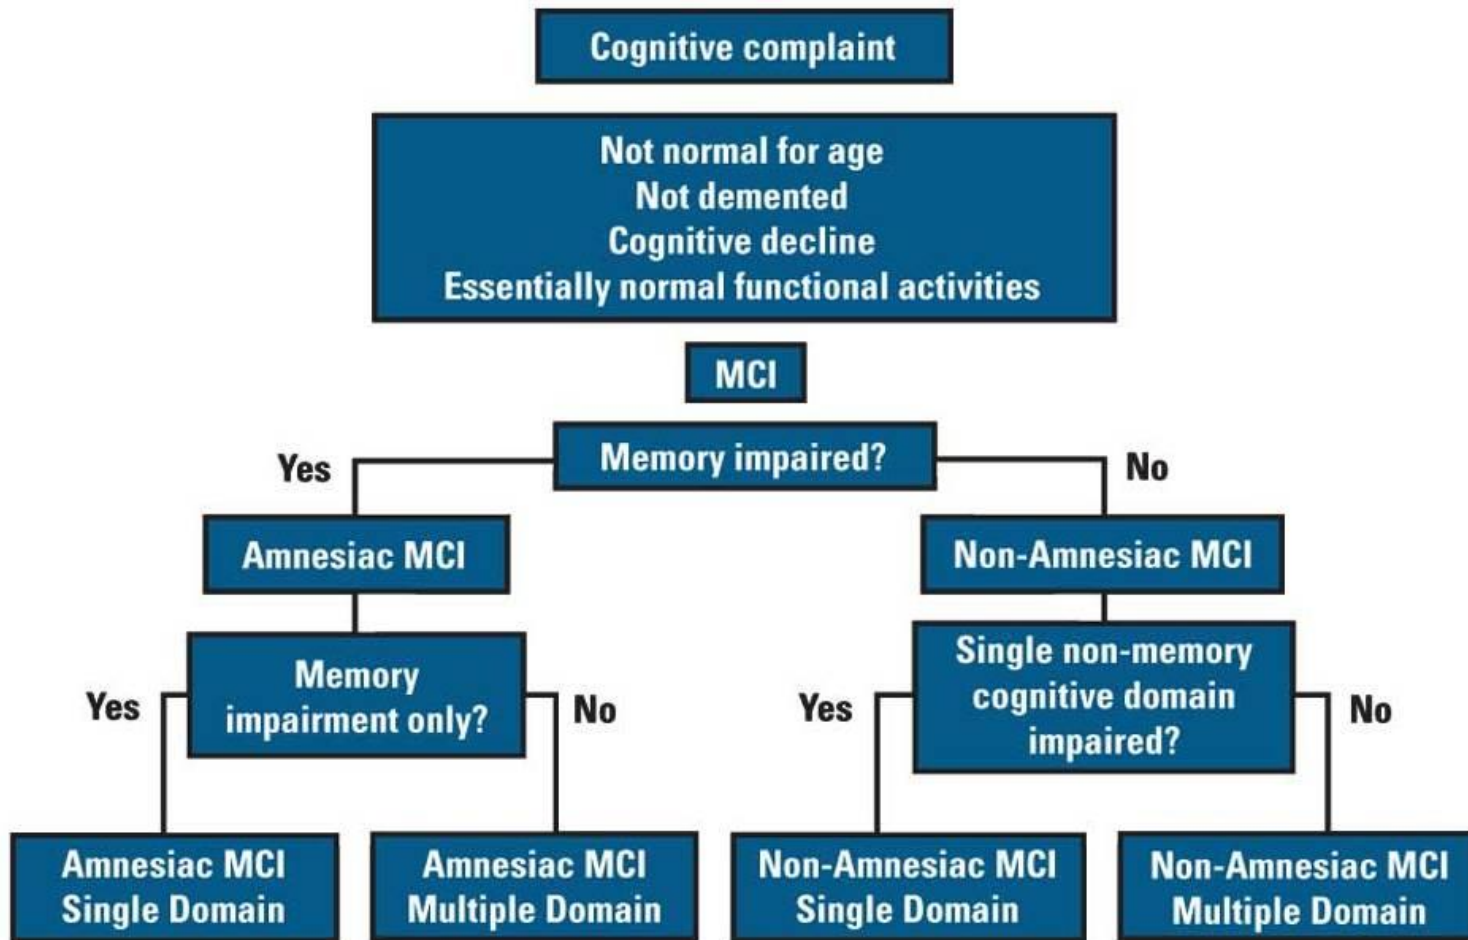 Cognitive complaint
Not normal for age
Not demented
Cognitive decline
Essentially normal functional activities
MCI
Memory impaired?
Yes
No
Amnesiac MCI
Non-Amnesiac MCI
Memory
impairment only?
Yes
No
Single non-memory
cognitive domain
impaired?
Yes
No
Amnesiac MCI
Single Domain
Amnesiac MCI
Multiple Domain
Non-Amnesiac MCI
Single Domain
Non-Amnesiac MCI
Multiple Domain